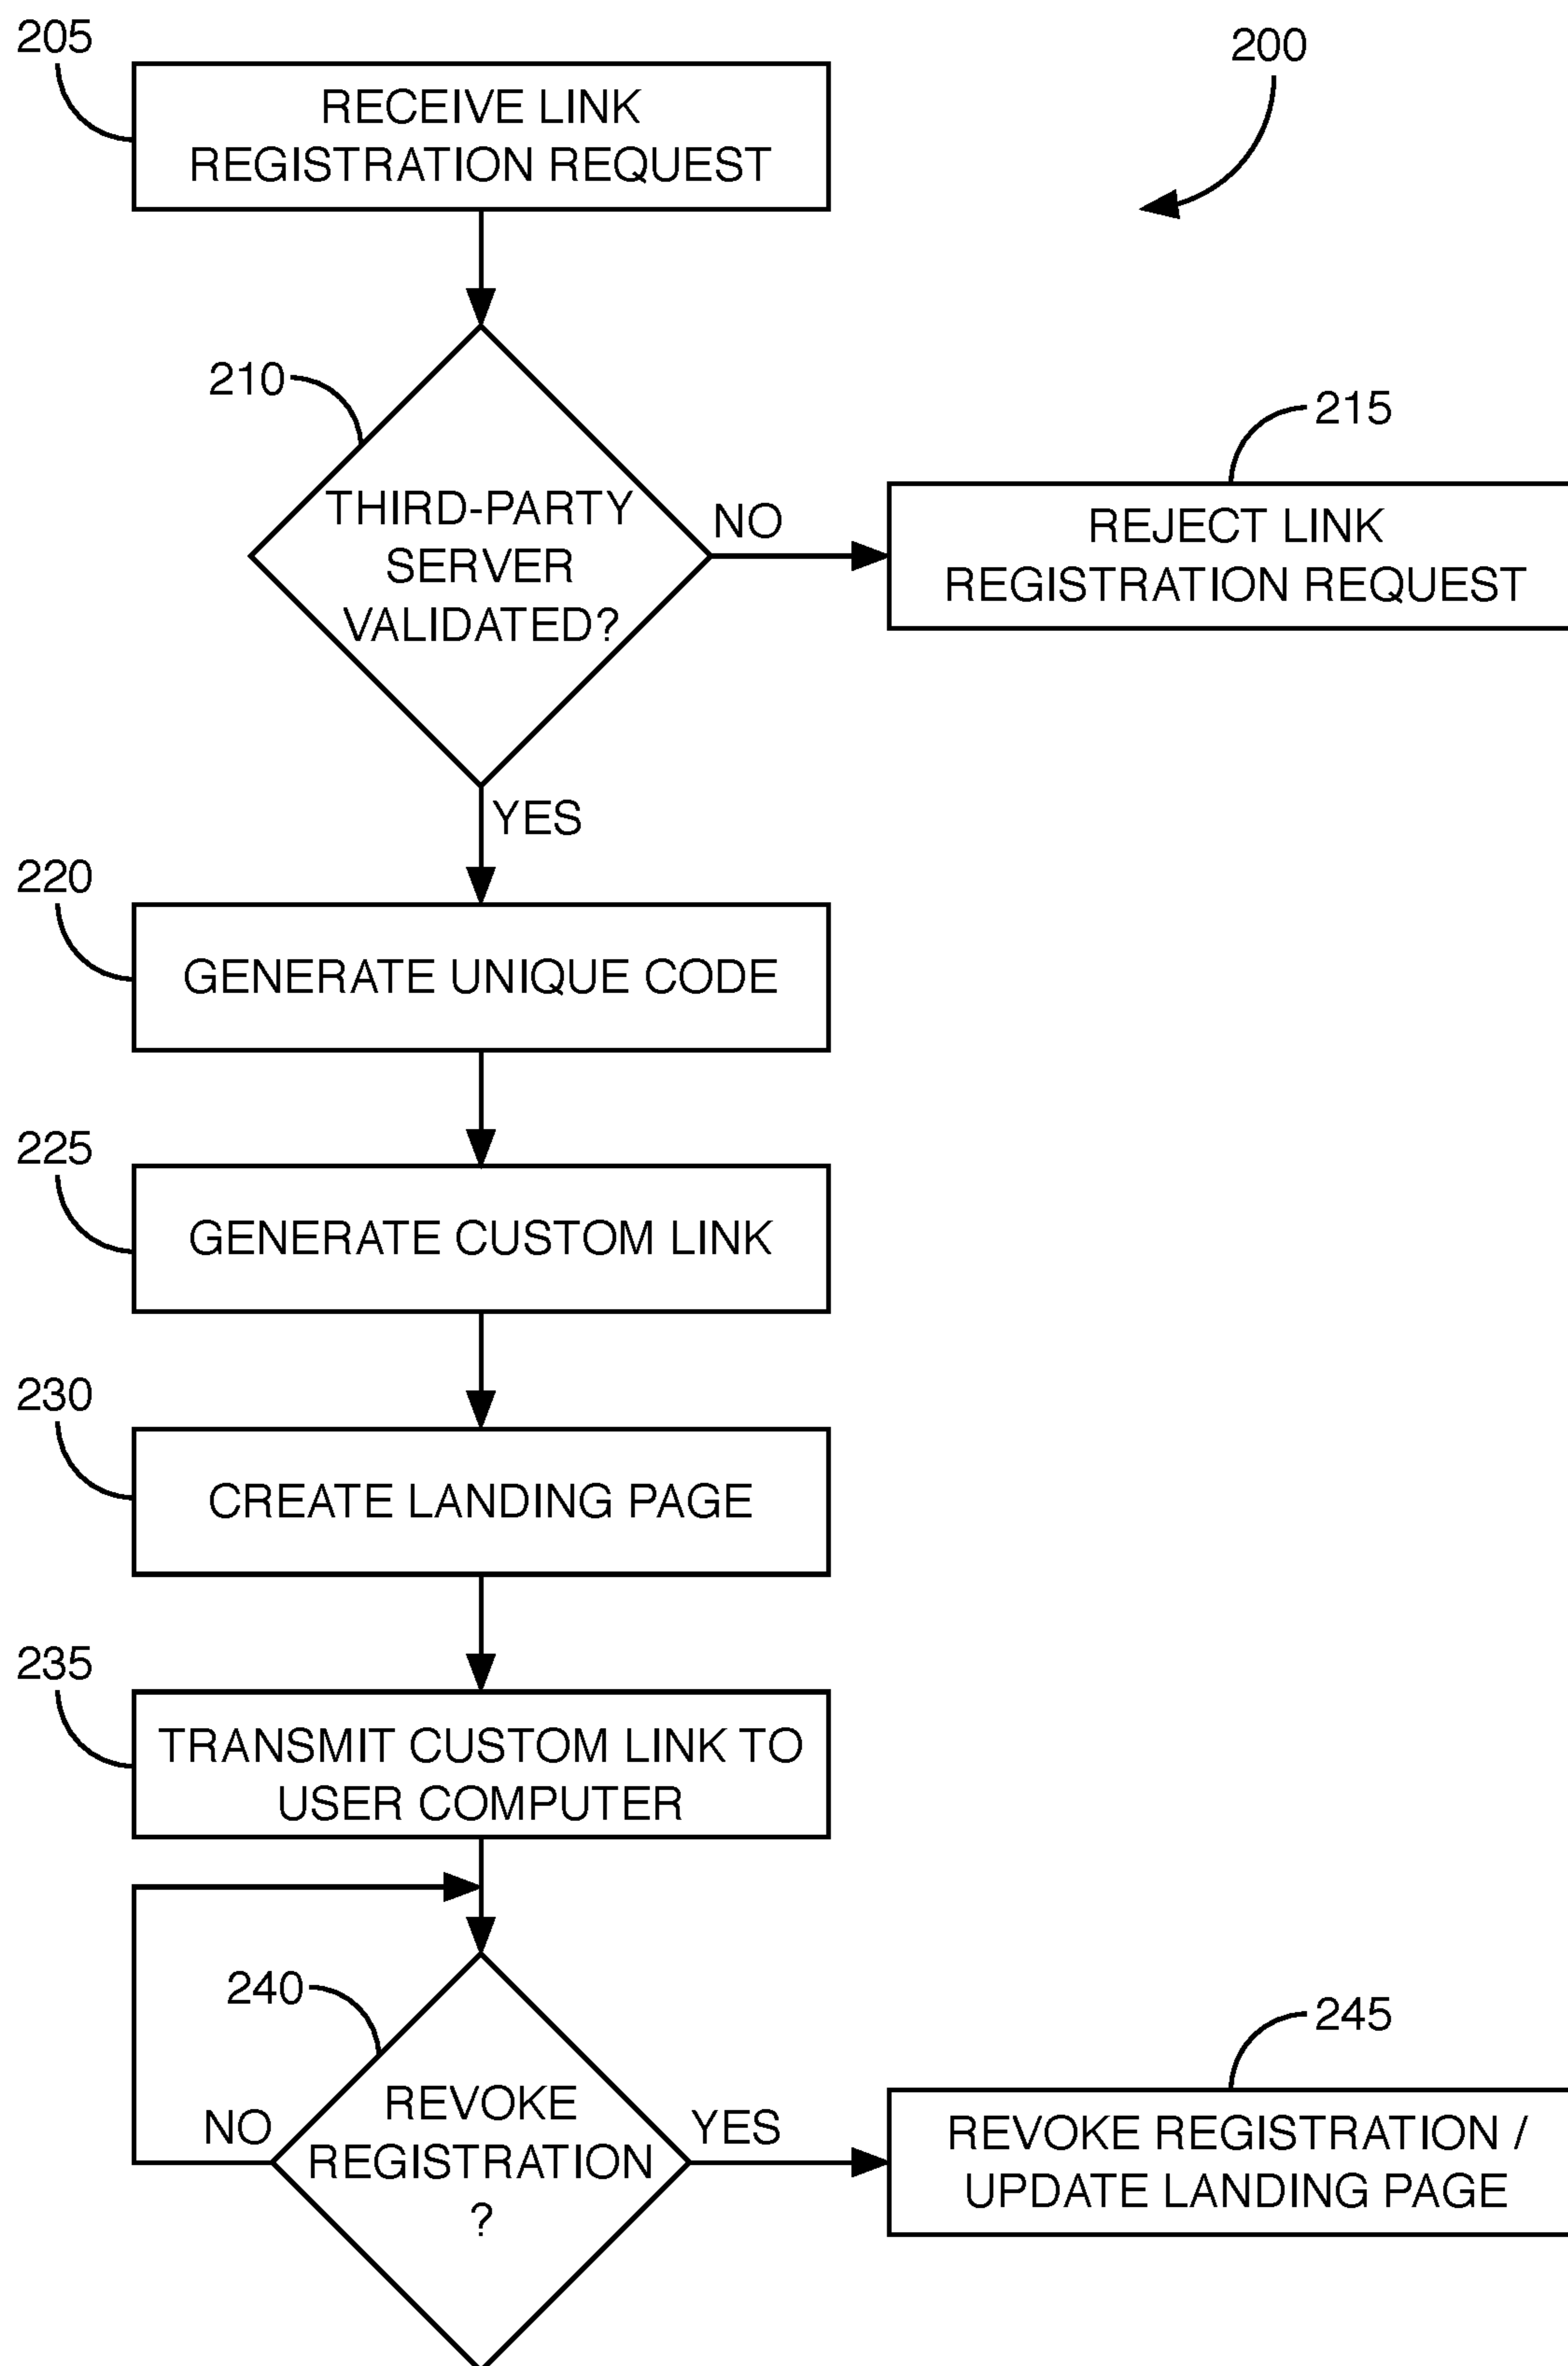 205
200
RECEIVE LINK
REGISTRATION REQUEST
210
215
THIRD-PARTY
SERVER
VALIDATED?
NO
REJECT LINK
REGISTRATION REQUEST
YES
220
GENERATE UNIQUE CODE
225
GENERATE CUSTOM LINK
230
CREATE LANDING PAGE
235
TRANSMIT CUSTOM LINK TO
USER COMPUTER
240
245
NO
REVOKE
REGISTRATION
?
YES
REVOKE REGISTRATION /
UPDATE LANDING PAGE